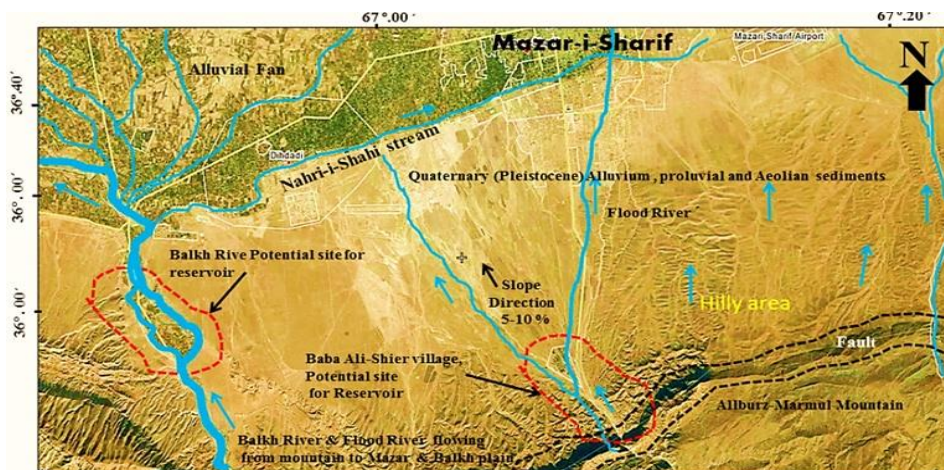 67°.00′
67°.20′
Mazar-i-Sharif
Mazari Sharif Airport
N
Alluvial Fan
36°.40′
Dihdadi
Nahri-i-Shahi stream
Quaternary (Pleistocene) Alluvium , proluvial and Aeolian sediments
36°.00′
Flood River
Balkh Rive Potential site for
reservoir
Slope
Direction
5-10 %
Hilly area
36°.00′
Baba Ali-Shier village,
Potential site
for Reservoir
Fault
Allburz-Marmul Mountain
Balkh River & Flood River flowing
from mountain to Mazar & Balkh plain